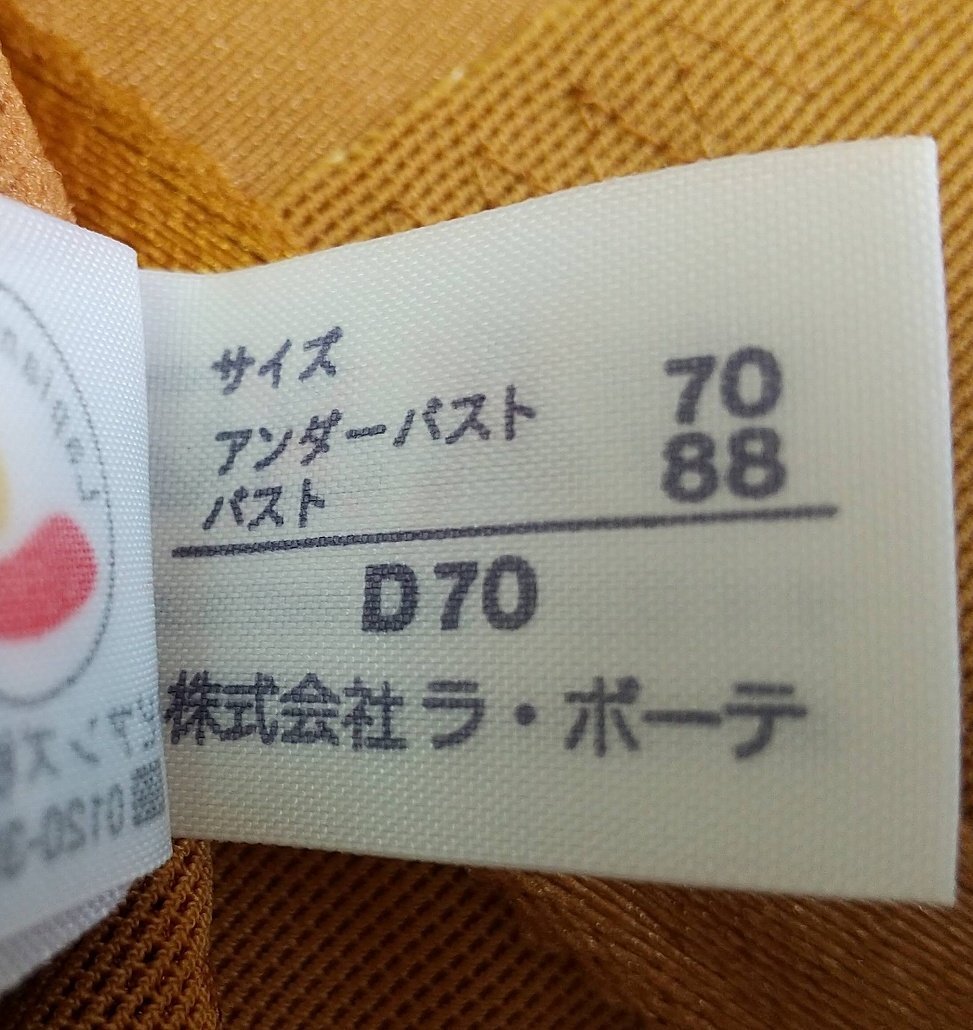 サイズ
アンダーバスト 70
バスト 88
D70
株式会社 ラ・ポーテ
0120-